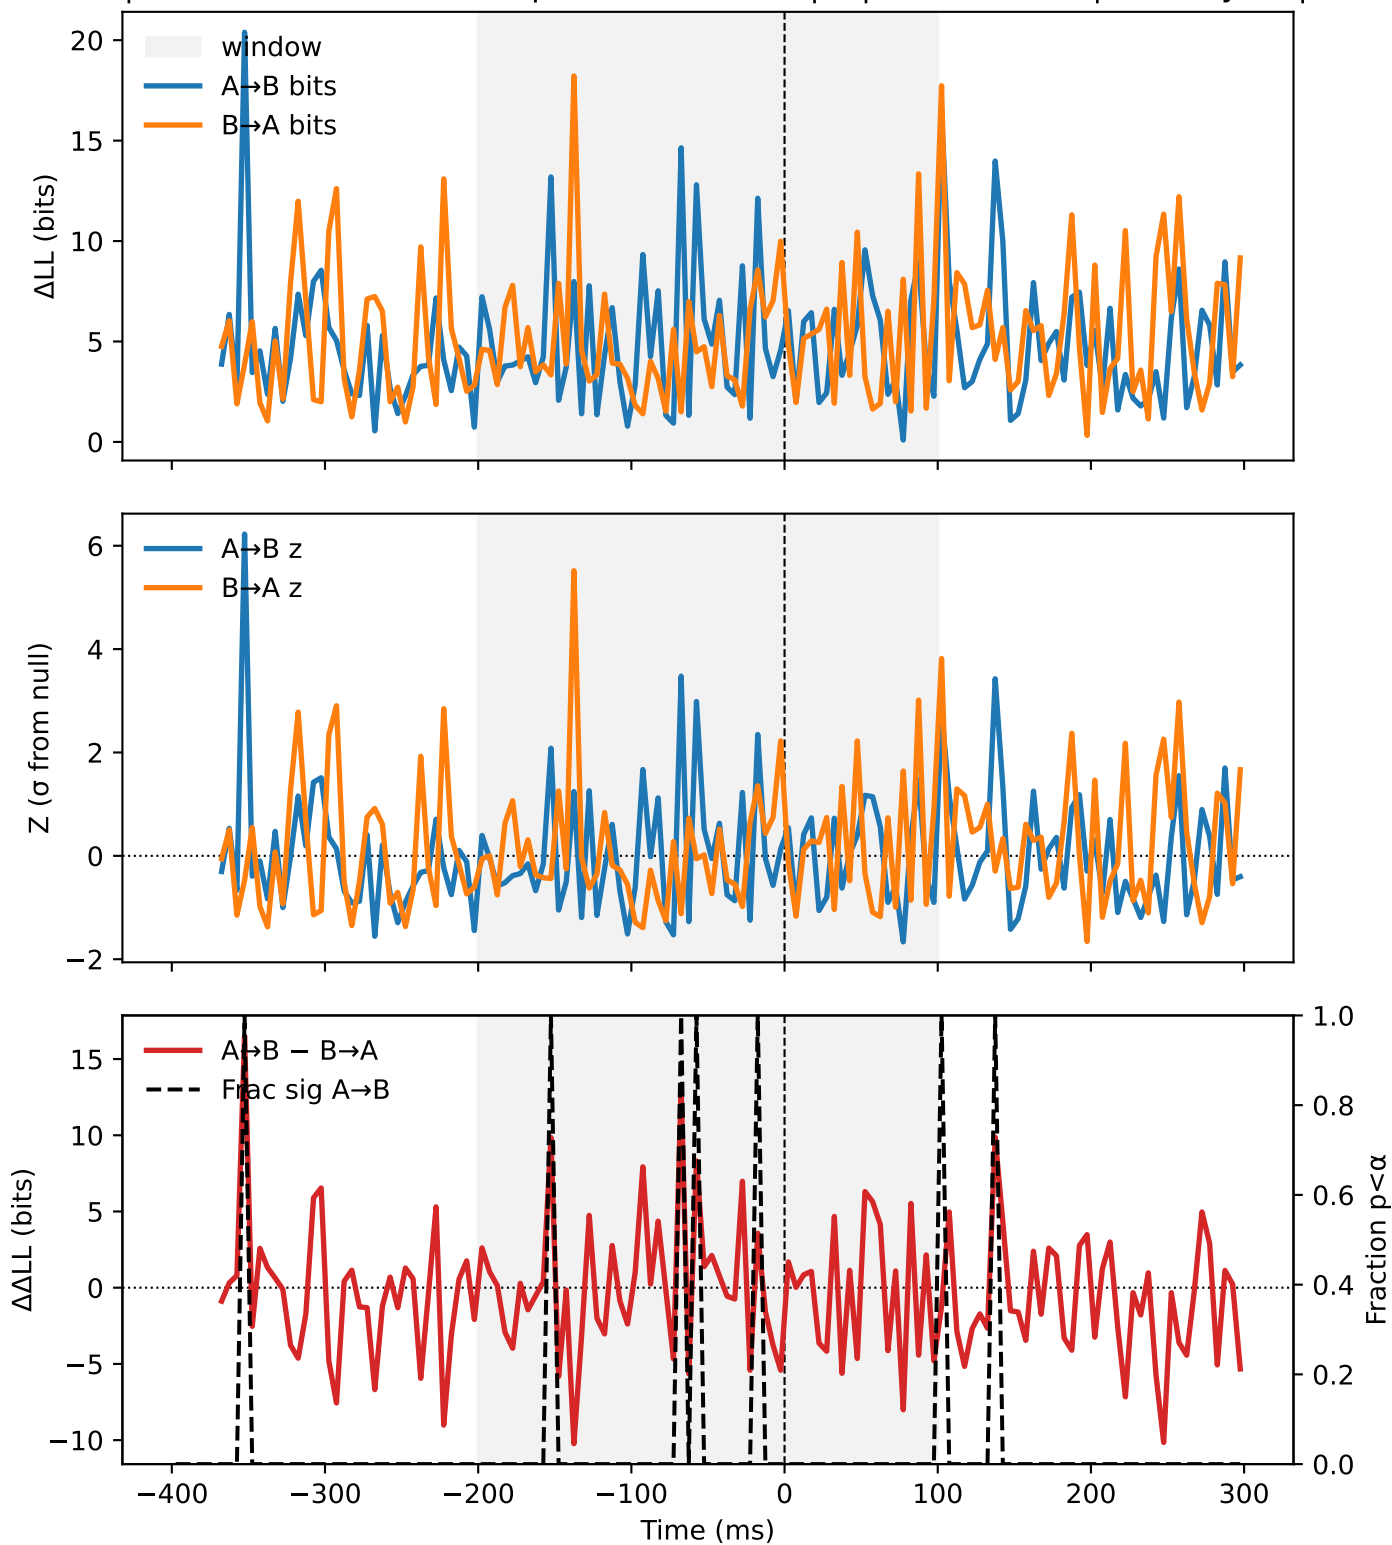 window
A→B bits
B→A bits
20
15
10
5
0
ΔLL (bits)
A→B z
B→A z
6
4
2
0
−2
Z (σ from null)
A→B − B→A
Frac sig A→B
15
10
5
0
−5
−10
ΔΔLL (bits)
1.0
0.8
0.6
0.4
0.2
0.0
Fraction p<α
−400 −300 −200 −100 0 100 200 300
Time (ms)